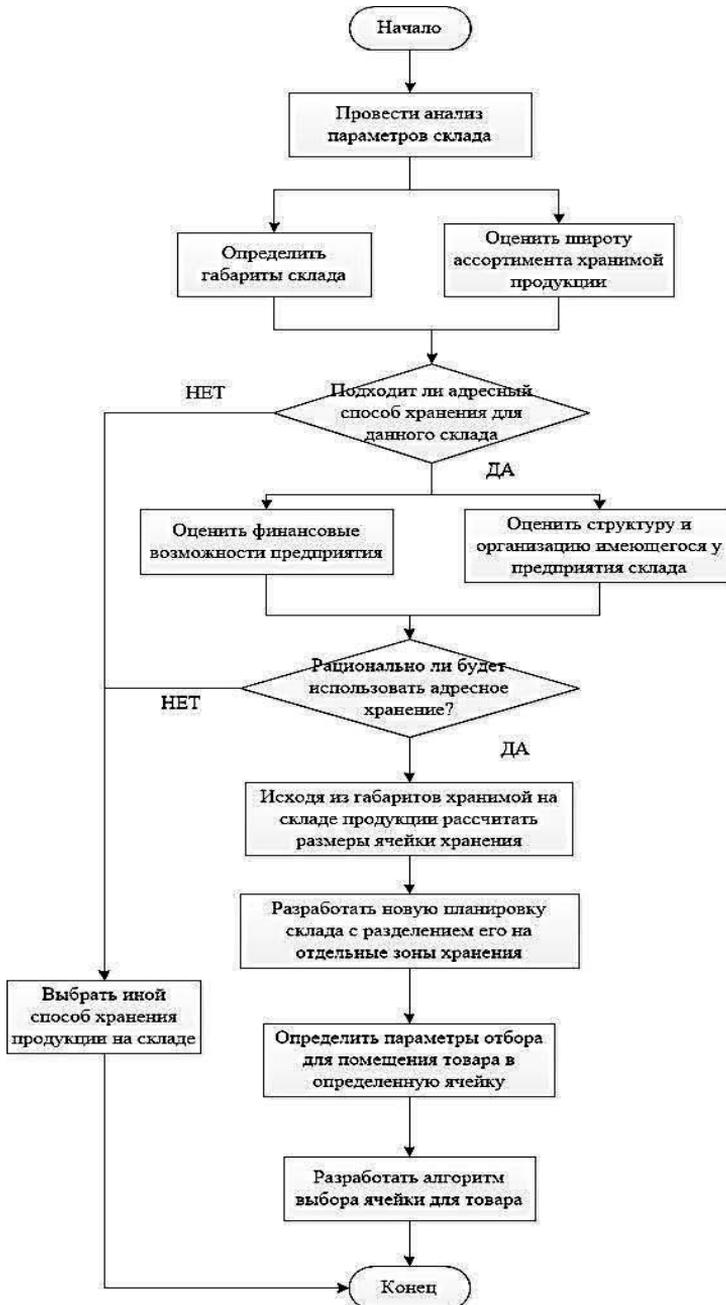 Начало
Провести анализ
параметров склада
Определить
габариты склада
Оценить широту
ассортимента хранимой
продукции
НЕТ
Подходит ли адресный
способ хранения для
данного склада
ДА
Оценить финансовые
возможности предприятия
Оценить структуру и
организацию имеющегося у
предприятия склада
Рационально ли будет
использовать адресное
хранение?
НЕТ
ДА
Исходя из габаритов хранимой на
складе продукции рассчитать
размеры ячейки хранения
Разработать новую планировку
склада с разделением его на
отдельные зоны хранения
Выбрать иной
способ хранения
продукции на складе
Определить параметры отбора
для помещения товара в
определенную ячейку
Разработать алгоритм
выбора ячейки для товара
Конец